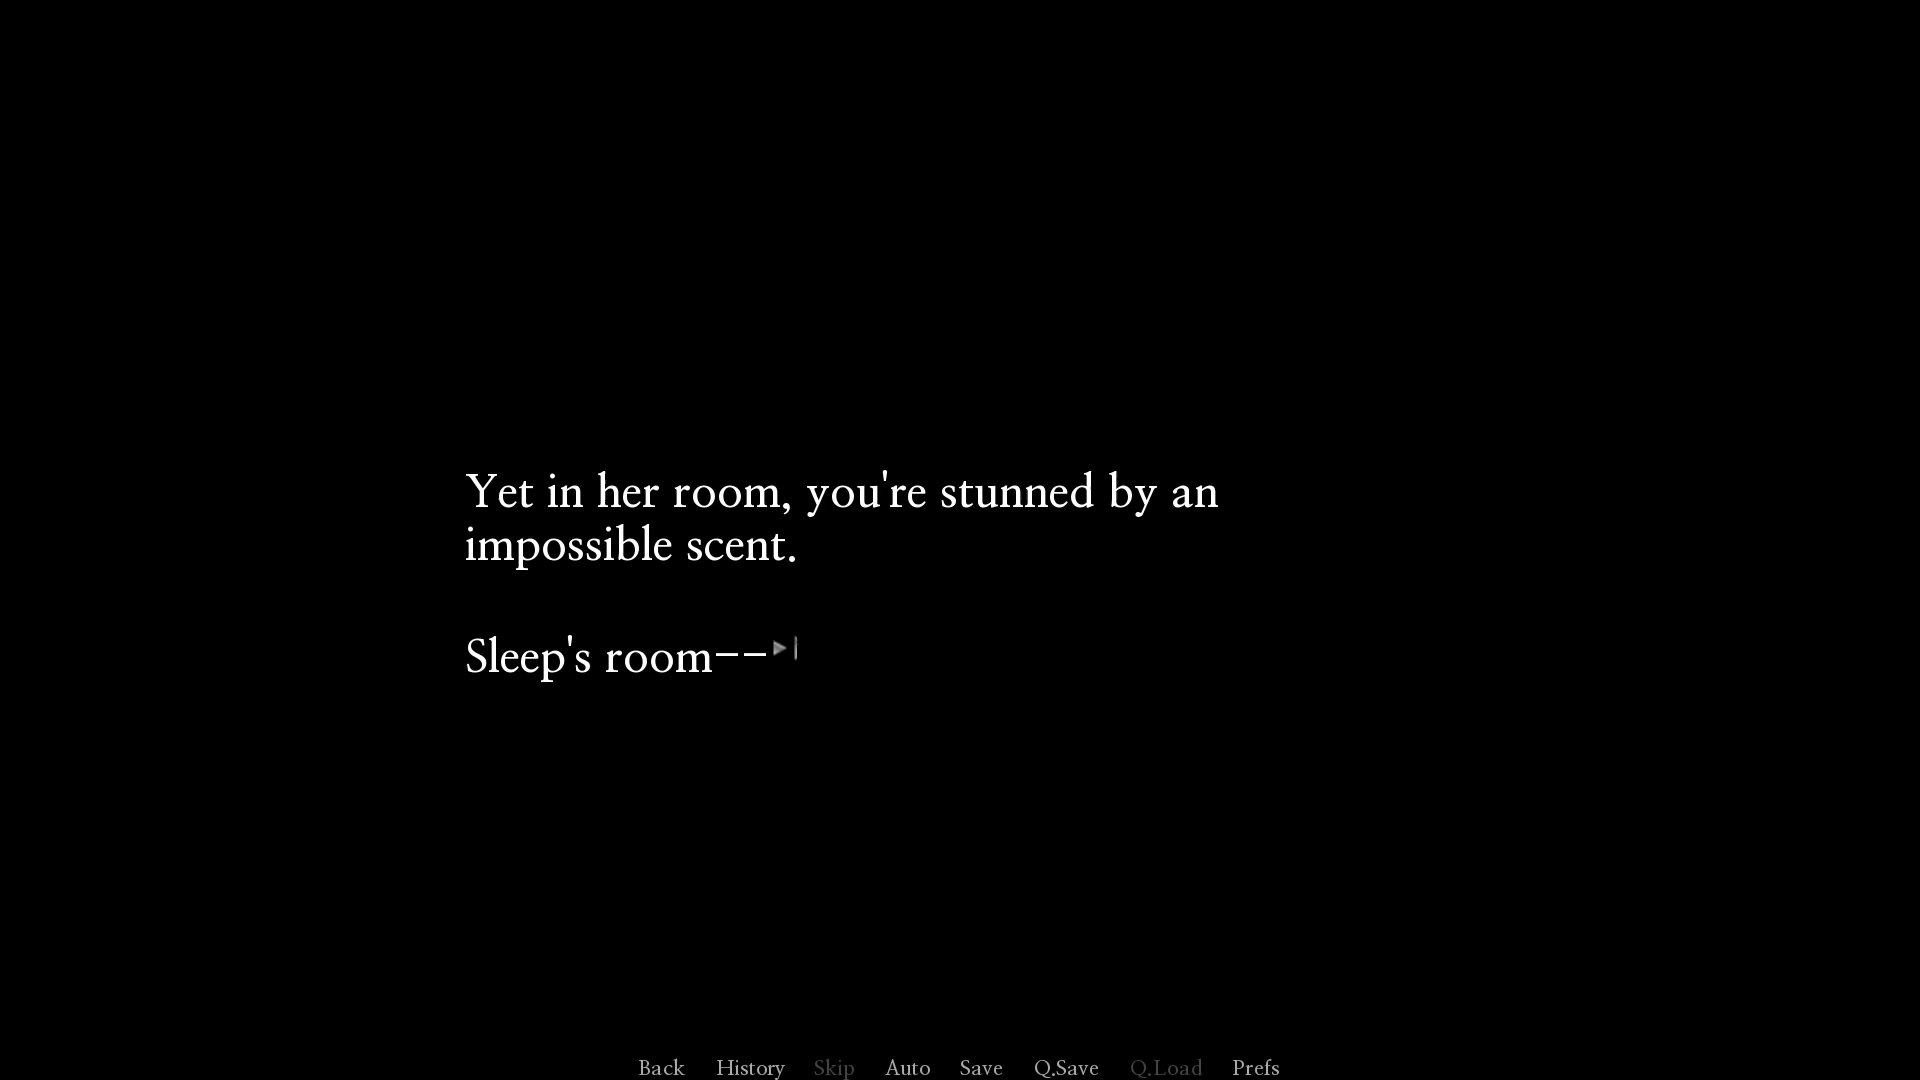 Yet in her room, you're stunned by an
impossible scent.
Sleep's room--
Back History Skip Auto Save Q.Save Q.Load Prefs